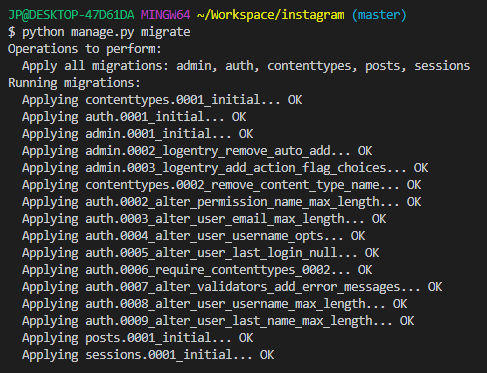 JP@DESKTOP-47D61DA MINGW64 ~/Workspace/instagram (master)
$ python manage.py migrate
Operations to perform:
  Apply all migrations: admin, auth, contenttypes, posts, sessions
Running migrations:
  Applying contenttypes.0001_initial... OK
  Applying auth.0001_initial... OK
  Applying admin.0001_initial... OK
  Applying admin.0002_logentry_remove_auto_add... OK
  Applying admin.0003_logentry_add_action_flag_choices... OK
  Applying contenttypes.0002_remove_content_type_name... OK
  Applying auth.0002_alter_permission_name_max_length... OK
  Applying auth.0003_alter_user_email_max_length... OK
  Applying auth.0004_alter_user_username_opts... OK
  Applying auth.0005_alter_user_last_login_null... OK
  Applying auth.0006_require_contenttypes_0002... OK
  Applying auth.0007_alter_validators_add_error_messages... OK
  Applying auth.0008_alter_user_username_max_length... OK
  Applying auth.0009_alter_user_last_name_max_length... OK
  Applying posts.0001_initial... OK
  Applying sessions.0001_initial... OK